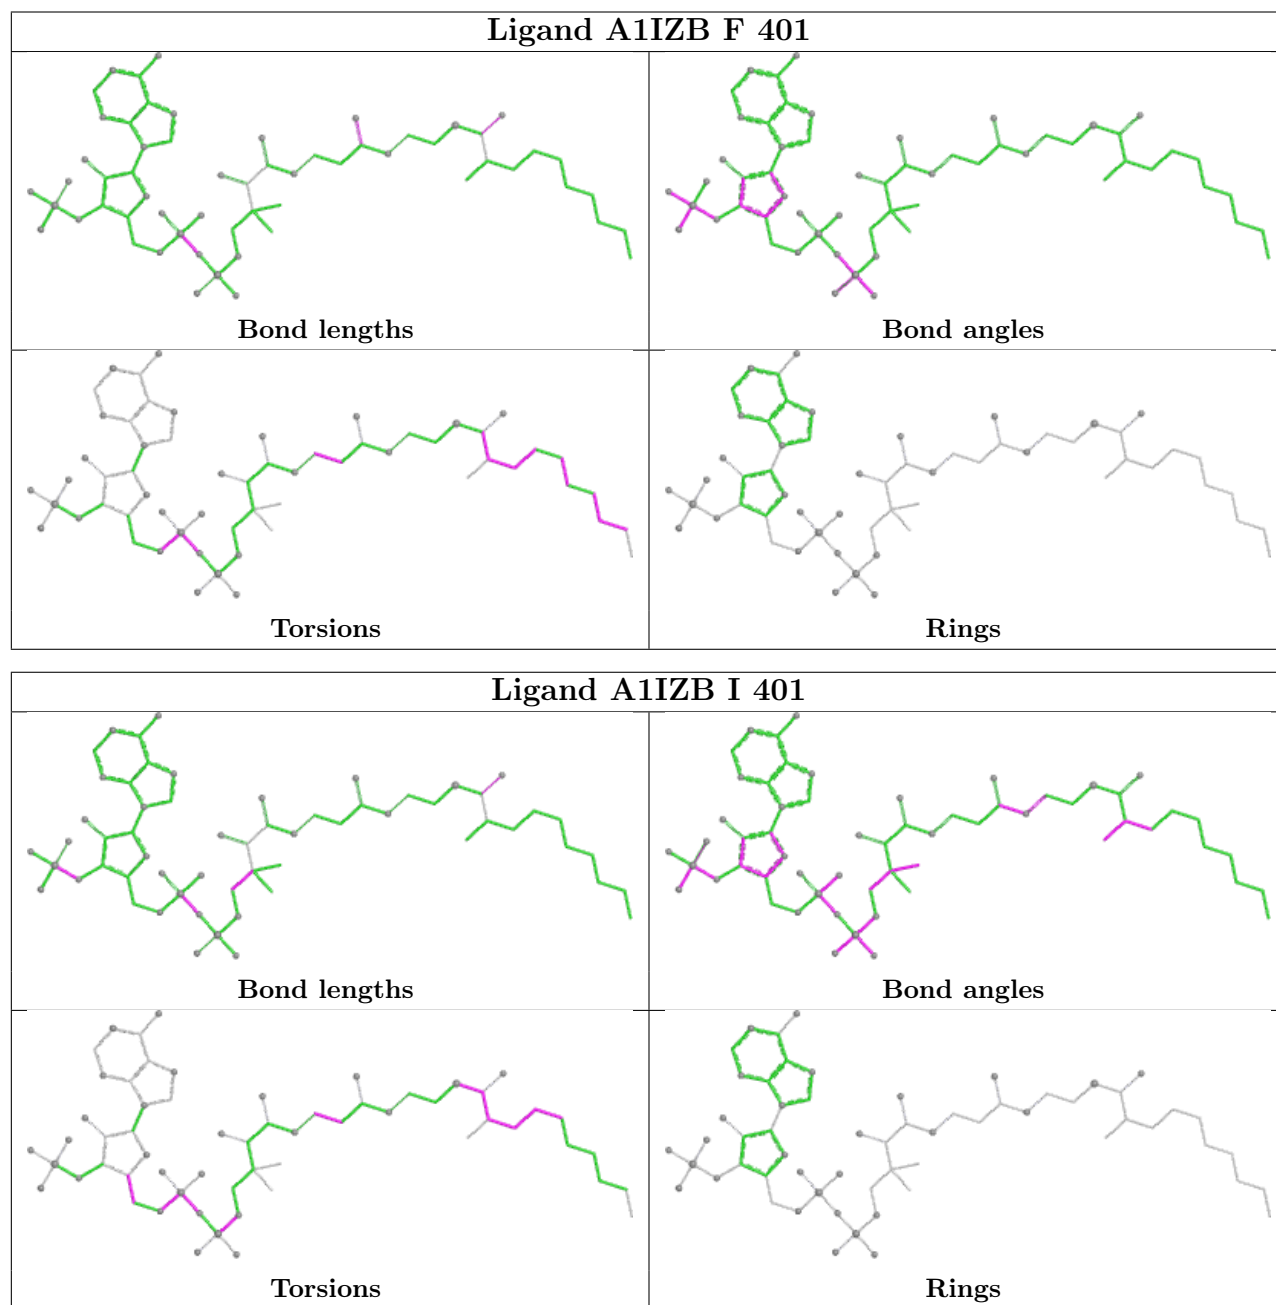 Ligand A1IZB F 401
Bond lengths
Bond angles
Torsions
Rings
Ligand A1IZB I 401
Bond lengths
Bond angles
Torsions
Rings